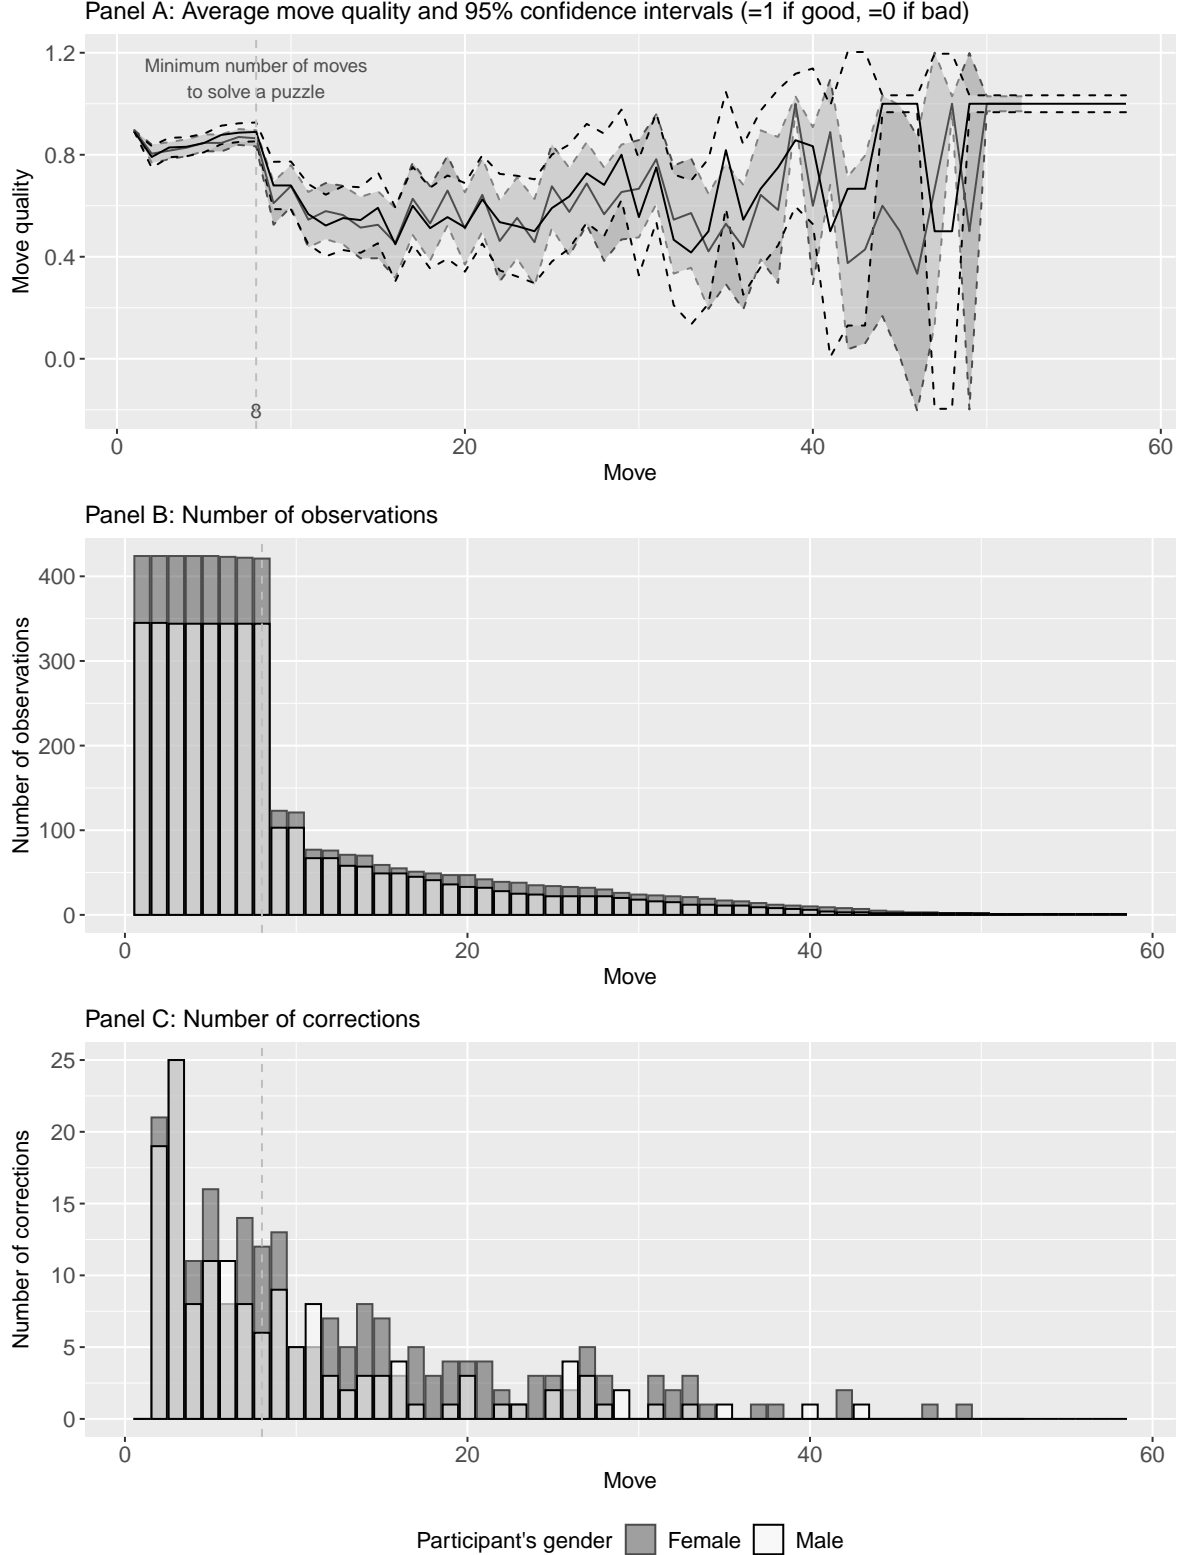 Panel A: Average move quality and 95% confidence intervals (=1 if good, =0 if bad)
Move quality
1.2
0.8
0.4
0.0
Minimum number of moves
to solve a puzzle
8
0
20
40
60
Move
Panel B: Number of observations
Number of observations
400
300
200
100
0
0
20
40
60
Move
Panel C: Number of corrections
Number of corrections
25
20
15
10
5
0
0
20
40
60
Move
Participant's gender
Female
Male